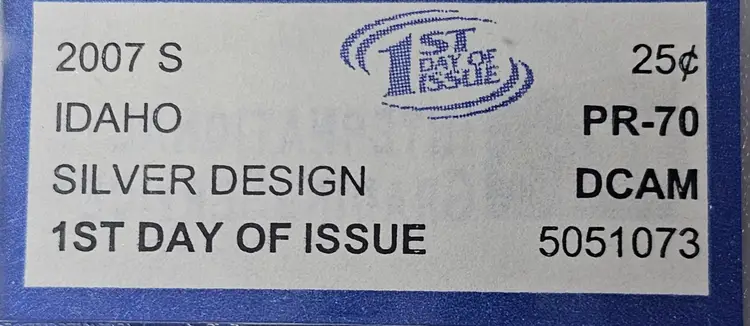 2007 S 25¢
IDAHO PR-70
SILVER DESIGN DCAM
1ST DAY OF ISSUE 5051073
1ST
DAY OF
ISSUE